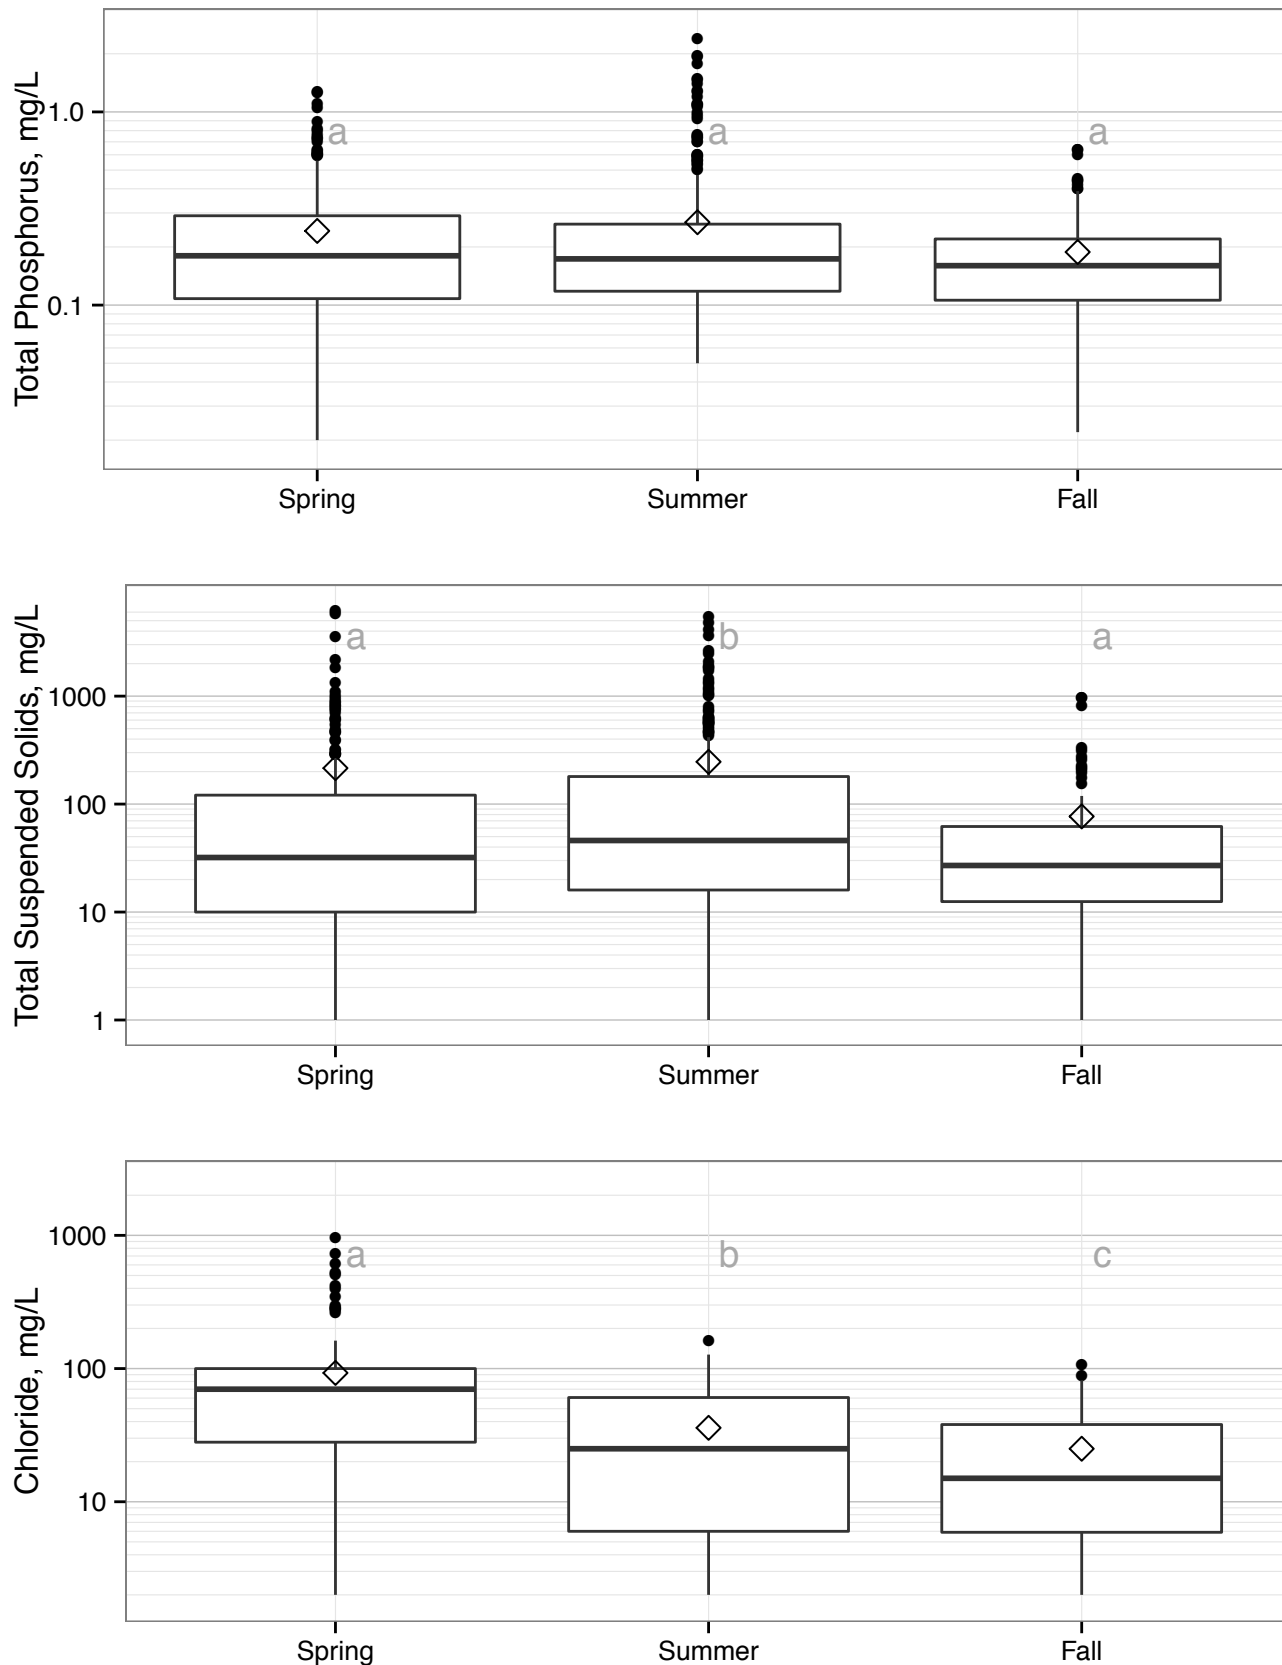 Total Phosphorus, mg/L
1.0
0.1
a
a
a
Spring
Summer
Fall
Total Suspended Solids, mg/L
1000
100
10
1
a
b
a
Spring
Summer
Fall
Chloride, mg/L
1000
100
10
a
b
c
Spring
Summer
Fall